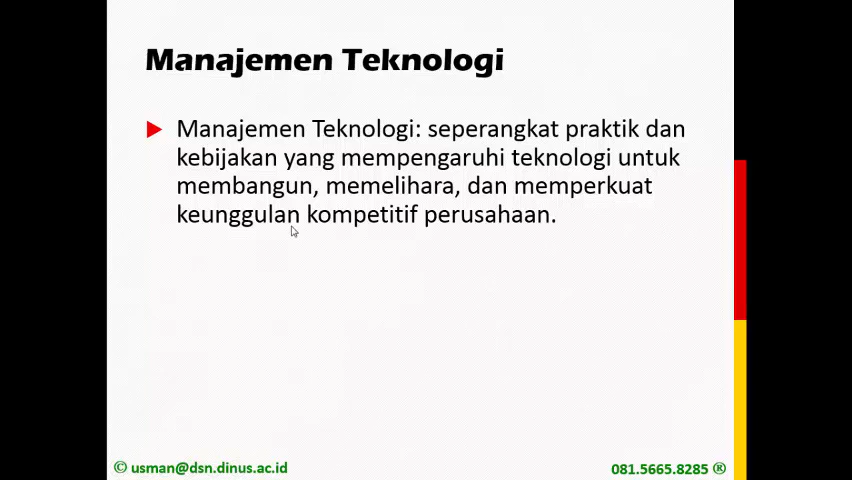 Manajemen Teknologi
Manajemen Teknologi: seperangkat praktik dan
kebijakan yang mempengaruhi teknologi untuk
membangun, memelihara, dan memperkuat
keunggulan kompetitif perusahaan.
© usman@dsn.dinus.ac.id
081.5665.8285 ®